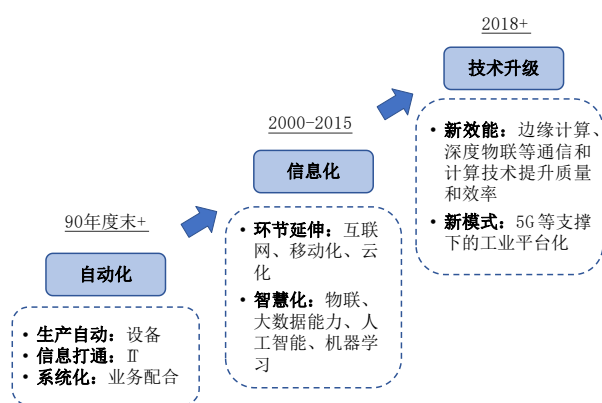 90年度末+
自动化
• 生产自动：设备
• 信息打通：IT
• 系统化：业务配合
2000-2015
信息化
• 环节延伸：互联
网、移动化、云
化
• 智慧化：物联、
大数据能力、人
工智能、机器学
习
2018+
技术升级
• 新效能：边缘计算、
深度物联等通信和
计算技术提升质量
和效率
• 新模式：5G等支撑
下的工业平台化